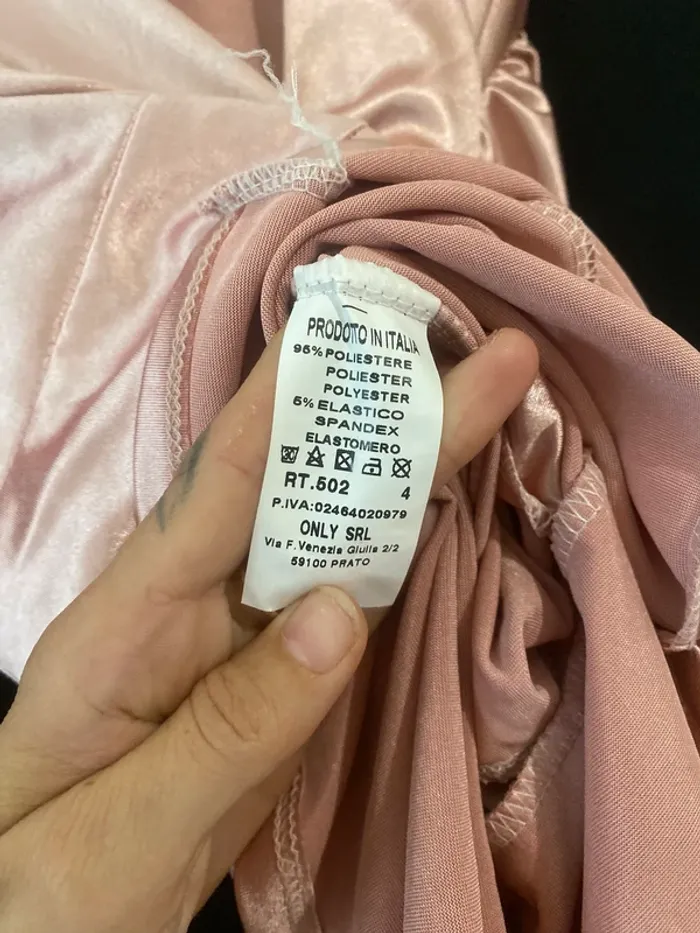 PRODOTTO IN ITALIA
95% POLIESTERE
POLIESTER
POLYESTER
5% ELASTICO
SPANDEX
ELASTOMERO
RT.502 4
P.IVA:02464020979
ONLY SRL
Via F.Venezia Giulia 2/2
59100 PRATO